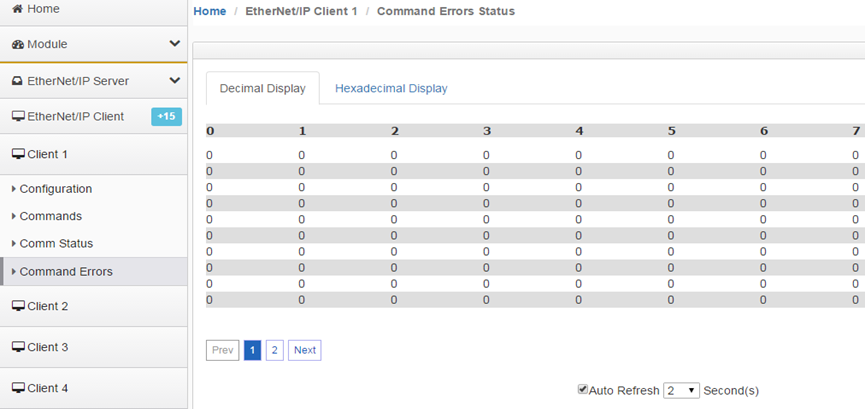 Home
Module
EtherNet/IP Server
EtherNet/IP Client +15
Client 1
Configuration
Commands
Comm Status
Command Errors
Client 2
Client 3
Client 4
Home / EtherNet/IP Client 1 / Command Errors Status
Decimal Display Hexadecimal Display
0 1 2 3 4 5 6 7
0 0 0 0 0 0 0 0
0 0 0 0 0 0 0 0
0 0 0 0 0 0 0 0
0 0 0 0 0 0 0 0
0 0 0 0 0 0 0 0
0 0 0 0 0 0 0 0
0 0 0 0 0 0 0 0
0 0 0 0 0 0 0 0
0 0 0 0 0 0 0 0
0 0 0 0 0 0 0 0
Prev 1 2 Next
Auto Refresh 2 Second(s)